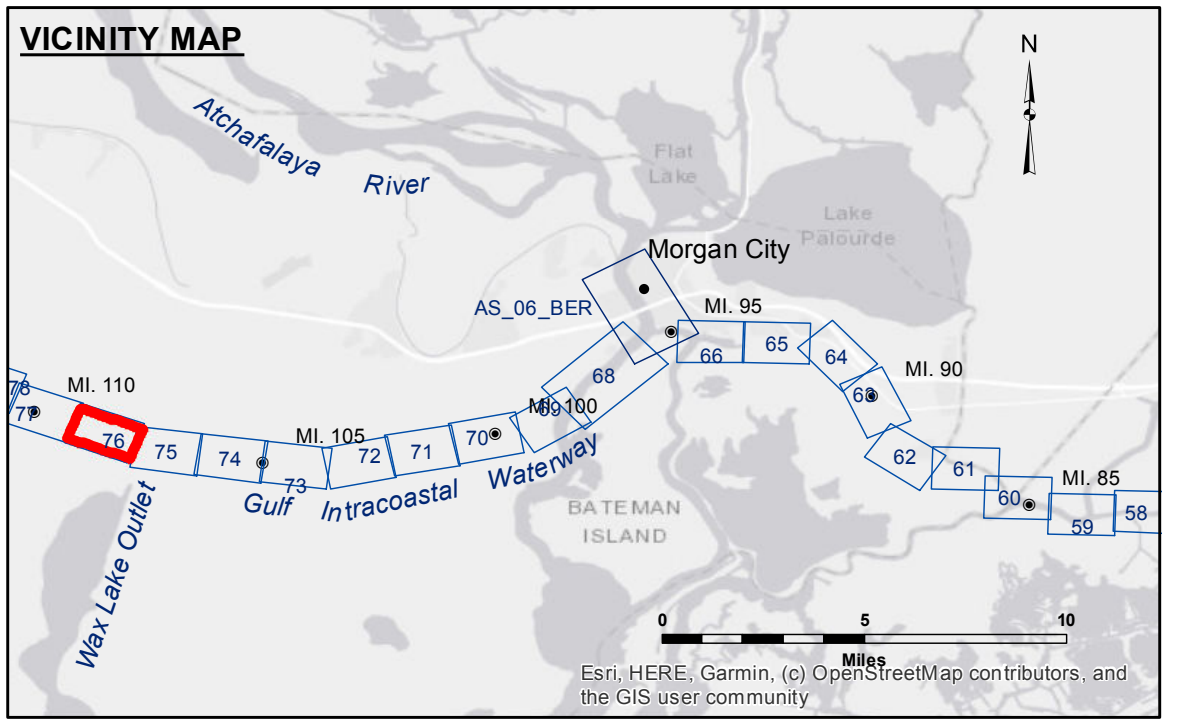 VICINITY MAP
N
Atchafalaya
River
Flat
Lake
Lake
Palourde
Morgan City
AS_06_BER
MI. 95
66
65
64
MI. 90
63
68
MI. 110
78
77
76
75
74
MI. 105
73
72
71
70
69
MI. 100
62
61
60
MI. 85
59
58
Gulf
Intracoastal
Waterway
Wax Lake Outlet
BATEMAN
ISLAND
0 5 10
Miles
Esri, HERE, Garmin, (c) OpenStreetMap contributors, and
the GIS user community